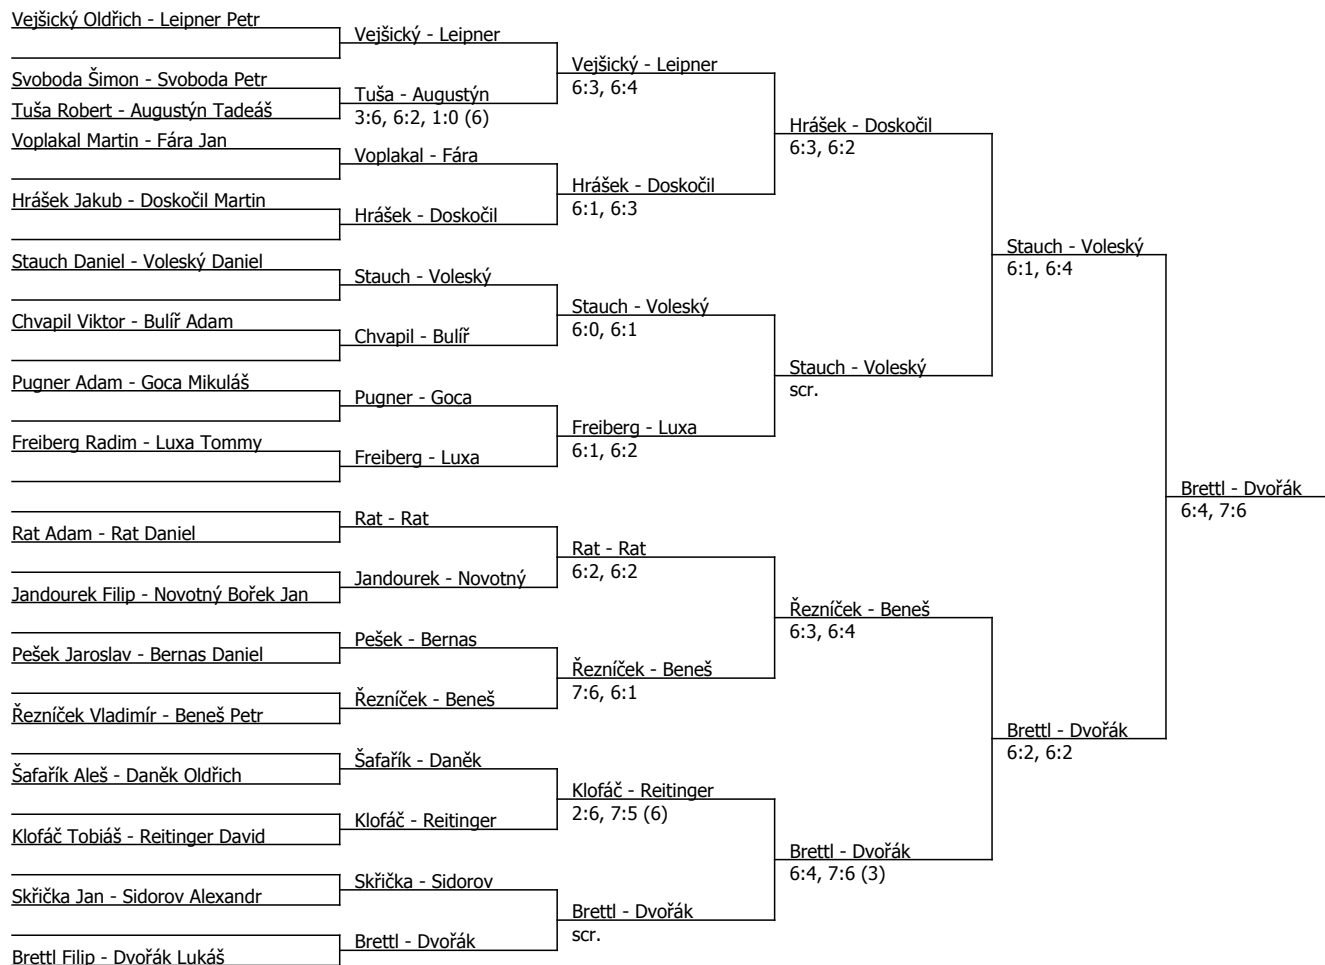 Vejšický Oldřich - Leipner Petr
Svoboda Šimon - Svoboda Petr
Tuša Robert - Augustýn Tadeáš
Voplakal Martin - Fára Jan
Hrášek Jakub - Doskočil Martin
Stauch Daniel - Voleský Daniel
Chvapil Viktor - Bulíř Adam
Pugner Adam - Goca Mikuláš
Freiberg Radim - Luxa Tommy
Rat Adam - Rat Daniel
Jandourek Filip - Novotný Bořek Jan
Pešek Jaroslav - Bernas Daniel
Řezníček Vladimír - Beneš Petr
Šafařík Aleš - Daněk Oldřich
Klofáč Tobiáš - Reitinger David
Skřička Jan - Sidorov Alexandr
Brettl Filip - Dvořák Lukáš
Vejšický - Leipner
Tuša - Augustýn
3:6, 6:2, 1:0 (6)
Voplakal - Fára
Hrášek - Doskočil
Stauch - Voleský
Chvapil - Bulíř
Pugner - Goca
Freiberg - Luxa
Rat - Rat
Jandourek - Novotný
Pešek - Bernas
Řezníček - Beneš
Šafařík - Daněk
Klofáč - Reitinger
Skřička - Sidorov
Brettl - Dvořák
Vejšický - Leipner
6:3, 6:4
Hrášek - Doskočil
6:1, 6:3
Stauch - Voleský
6:0, 6:1
Freiberg - Luxa
6:1, 6:2
Rat - Rat
6:2, 6:2
Řezníček - Beneš
7:6, 6:1
Klofáč - Reitinger
2:6, 7:5 (6)
Brettl - Dvořák
scr.
Hrášek - Doskočil
6:3, 6:2
Stauch - Voleský
scr.
Řezníček - Beneš
6:3, 6:4
Brettl - Dvořák
6:4, 7:6 (3)
Stauch - Voleský
6:1, 6:4
Brettl - Dvořák
6:2, 6:2
Brettl - Dvořák
6:4, 7:6